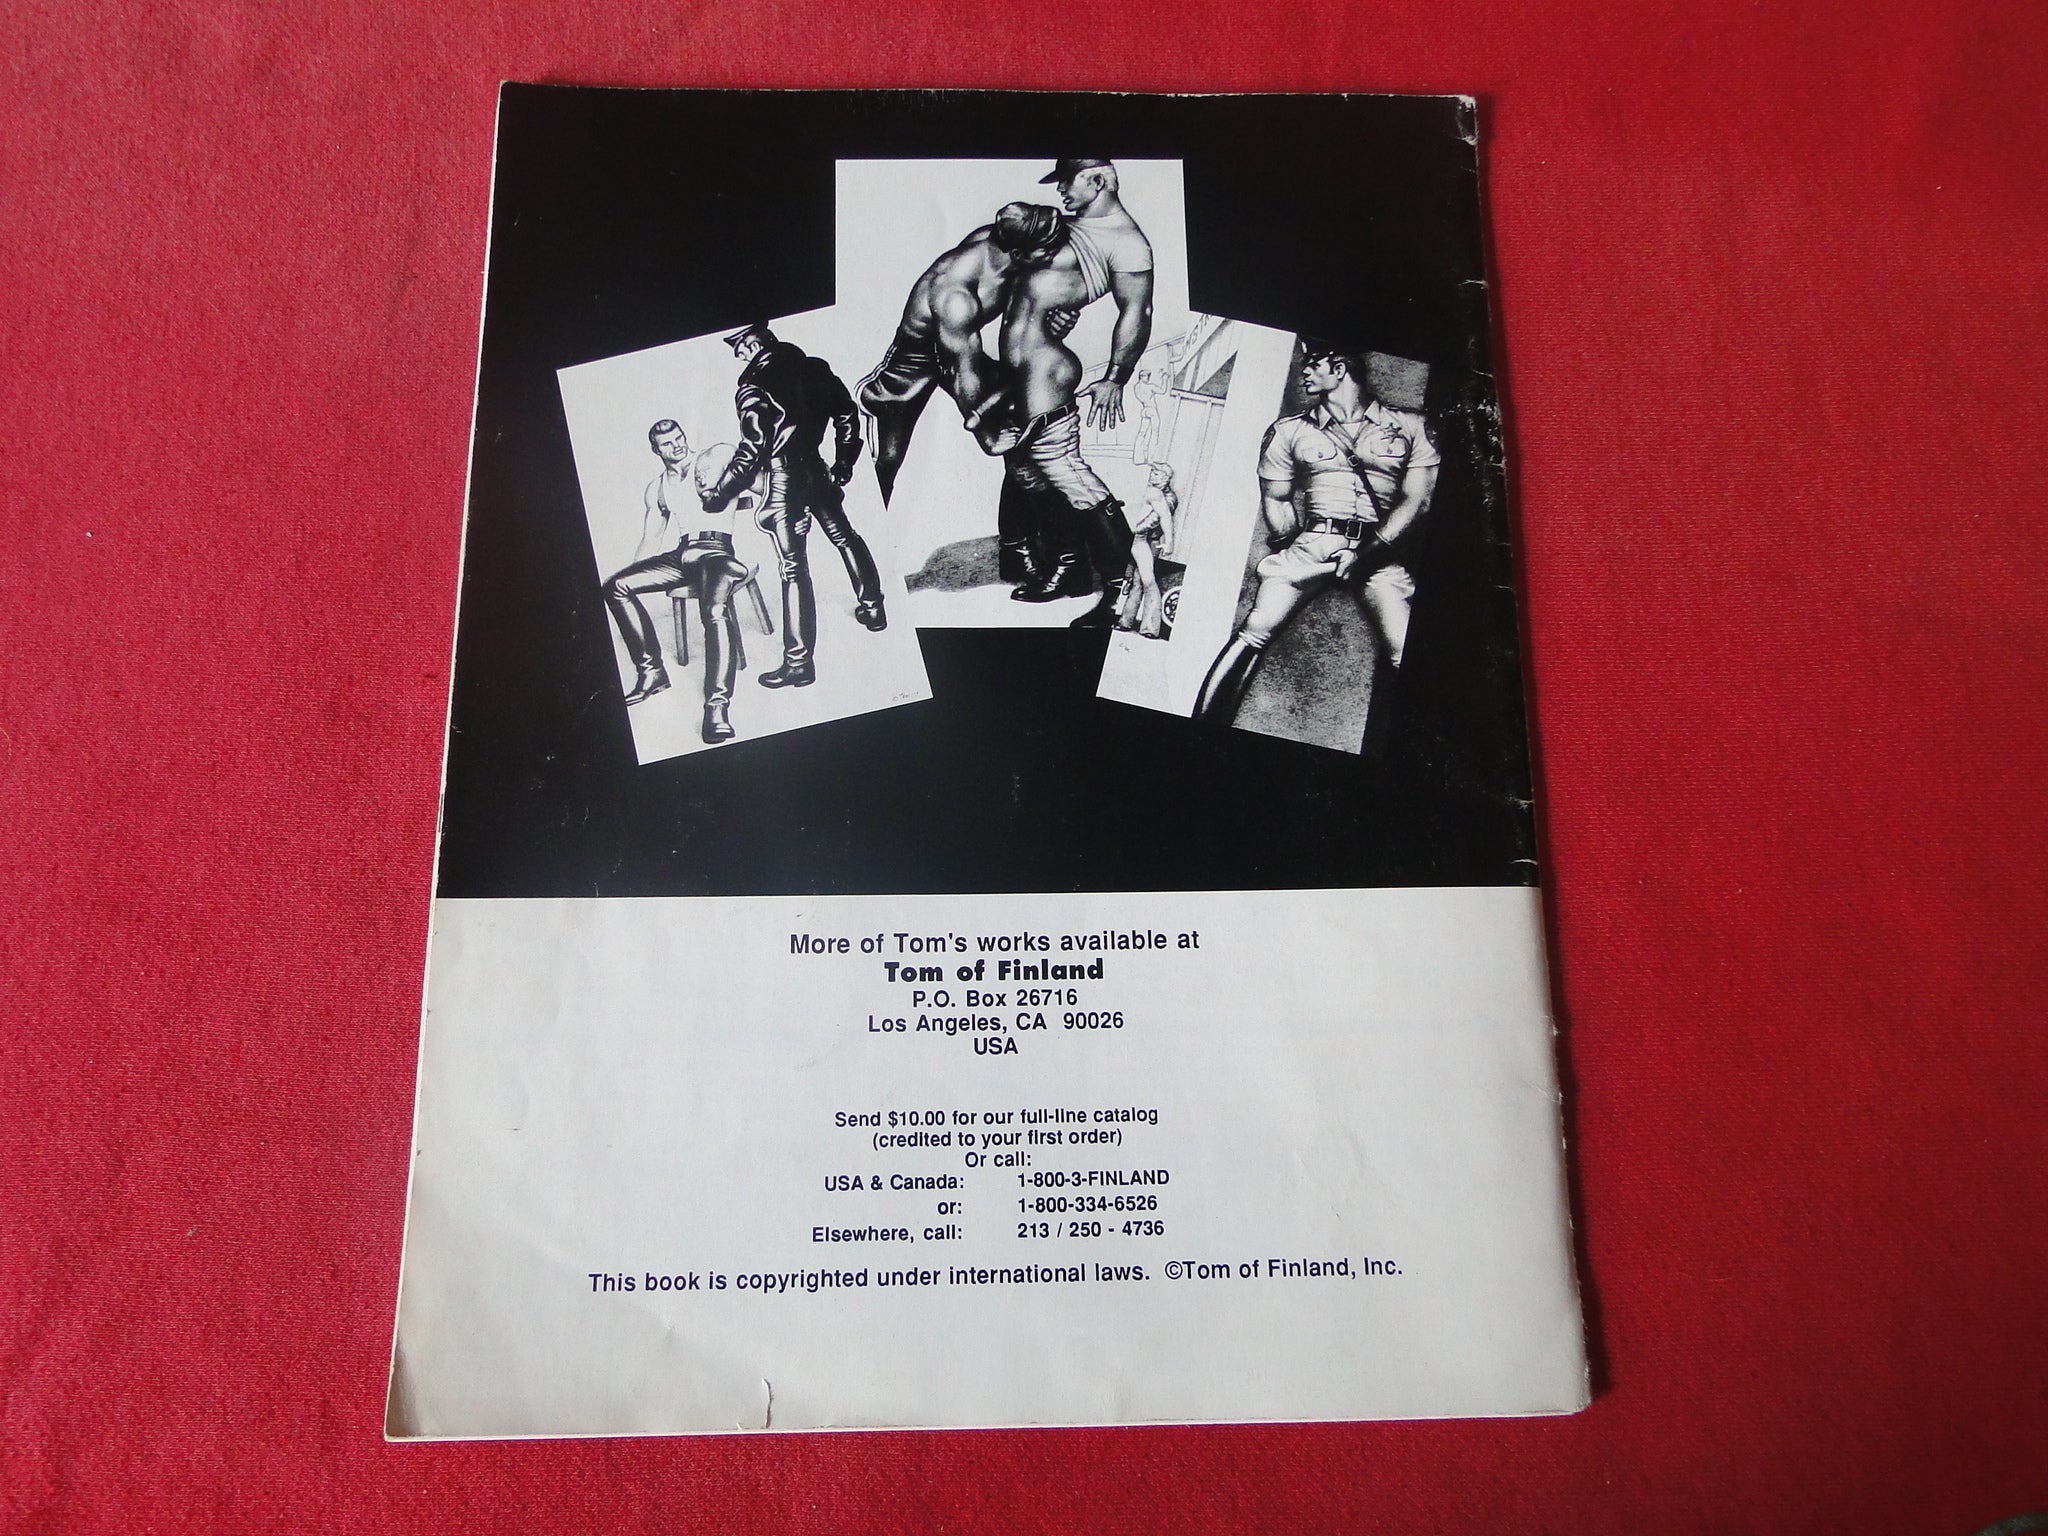 More of Tom's works available at
Tom of Finland
P.O. Box 26716
Los Angeles, CA 90026
USA
Send $10.00 for our full-line catalog
(credited to your first order)
Or call:
USA & Canada: 1-800-3-FINLAND
or: 1-800-334-6526
Elsewhere, call: 213 / 250 - 4736
This book is copyrighted under international laws. ©Tom of Finland, Inc.